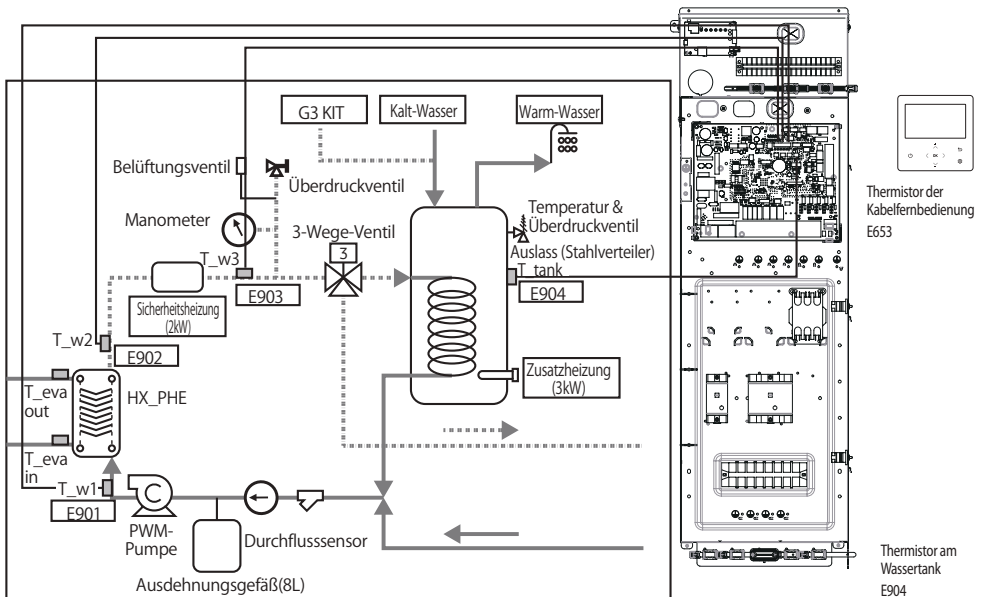 G3 KIT
Kalt-Wasser
Warm-Wasser
Belüftungsventil
Überdruckventil
Manometer
3-Wege-Ventil
3
Temperatur &
Überdruckventil
Auslass (Stahlverteiler)
T_w3
T_tank
E903
E904
Sicherheitsheizung
(2kW)
T_w2
E902
Zusatzheizung
(3kW)
T_eva
out
HX_PHE
T_eva
in
T_w1
E901
C
PWM-
Pumpe
Durchflusssensor
Ausdehnungsgefäß(8L)
OK
Thermistor der
Kabelfernbedienung
E653
Thermistor am
Wassertank
E904